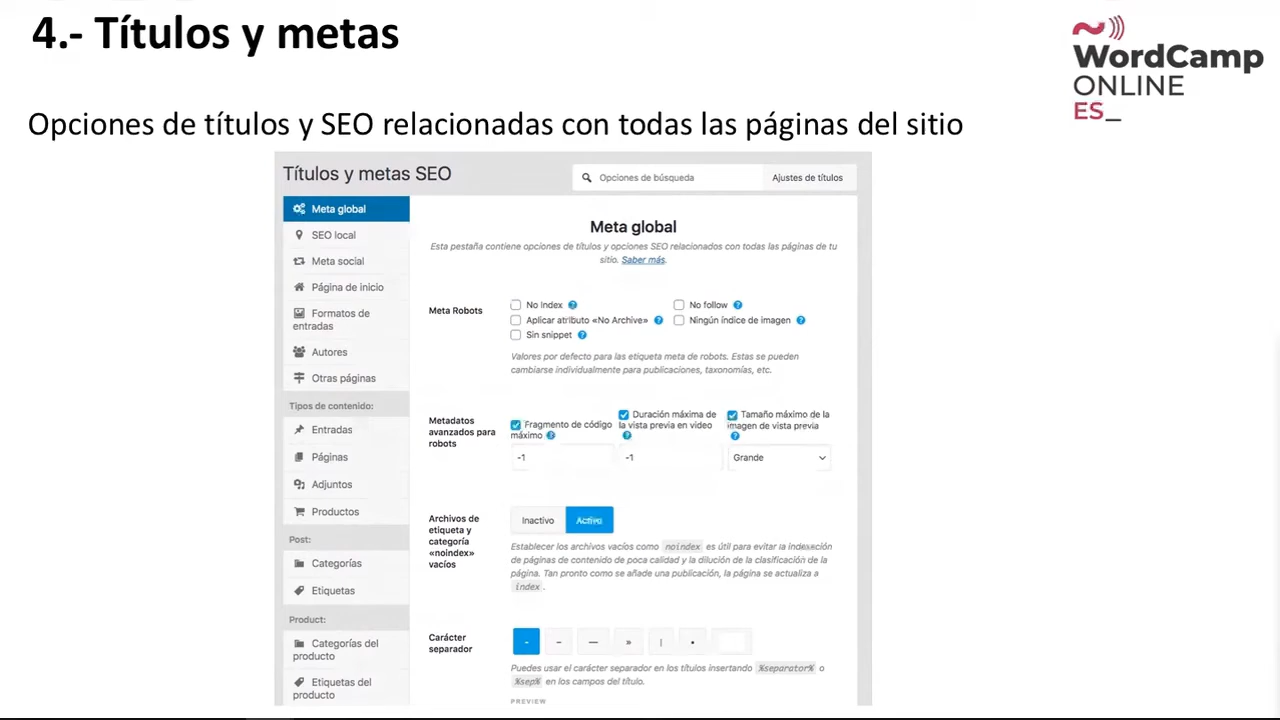 4.- Títulos y metas
WordCamp
ONLINE
ES_
Opciones de títulos y SEO relacionadas con todas las páginas del sitio
Títulos y metas SEO
Opciones de búsqueda
Ajustes de títulos
Meta global
SEO local
Meta social
Página de inicio
Formatos de
entradas
Autores
Otras páginas
Tipos de contenido:
Entradas
Páginas
Adjuntos
Productos
Post:
Categorías
Etiquetas
Product:
Categorías del
producto
Etiquetas del
producto
Meta global
Esta pestaña contiene opciones de títulos y opciones SEO relacionados con todas las páginas de tu
sitio. Saber más.
Meta Robots
No Index
No follow
Aplicar atributo «No Archive»
Ningún índice de imagen
Sin snippet
Valores por defecto para las etiqueta meta de robots. Estas se pueden
cambiarse individualmente para publicaciones, taxonomías, etc.
Metadatos
avanzados para
robots
Fragmento de código
máximo
-1
Duración máxima de
la vista previa en video
-1
Tamaño máximo de la
imagen de vista previa
Grande
Archivos de
etiqueta y
categoría
«noindex»
vacíos
Inactivo
Activo
Establecer los archivos vacíos como noindex es útil para evitar la indexación
de páginas de contenido de poca calidad y la dilución de la clasificación de la
página. Tan pronto como se añade una publicación, la página se actualiza a
index.
Carácter
separador
- – — » | •
Puedes usar el carácter separador en los títulos insertando %separator% o
%sep% en los campos del título.
PREVIEW